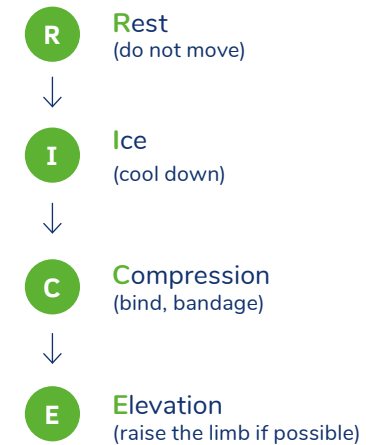 R Rest
(do not move)
I Ice
(cool down)
C Compression
(bind, bandage)
E Elevation
(raise the limb if possible)